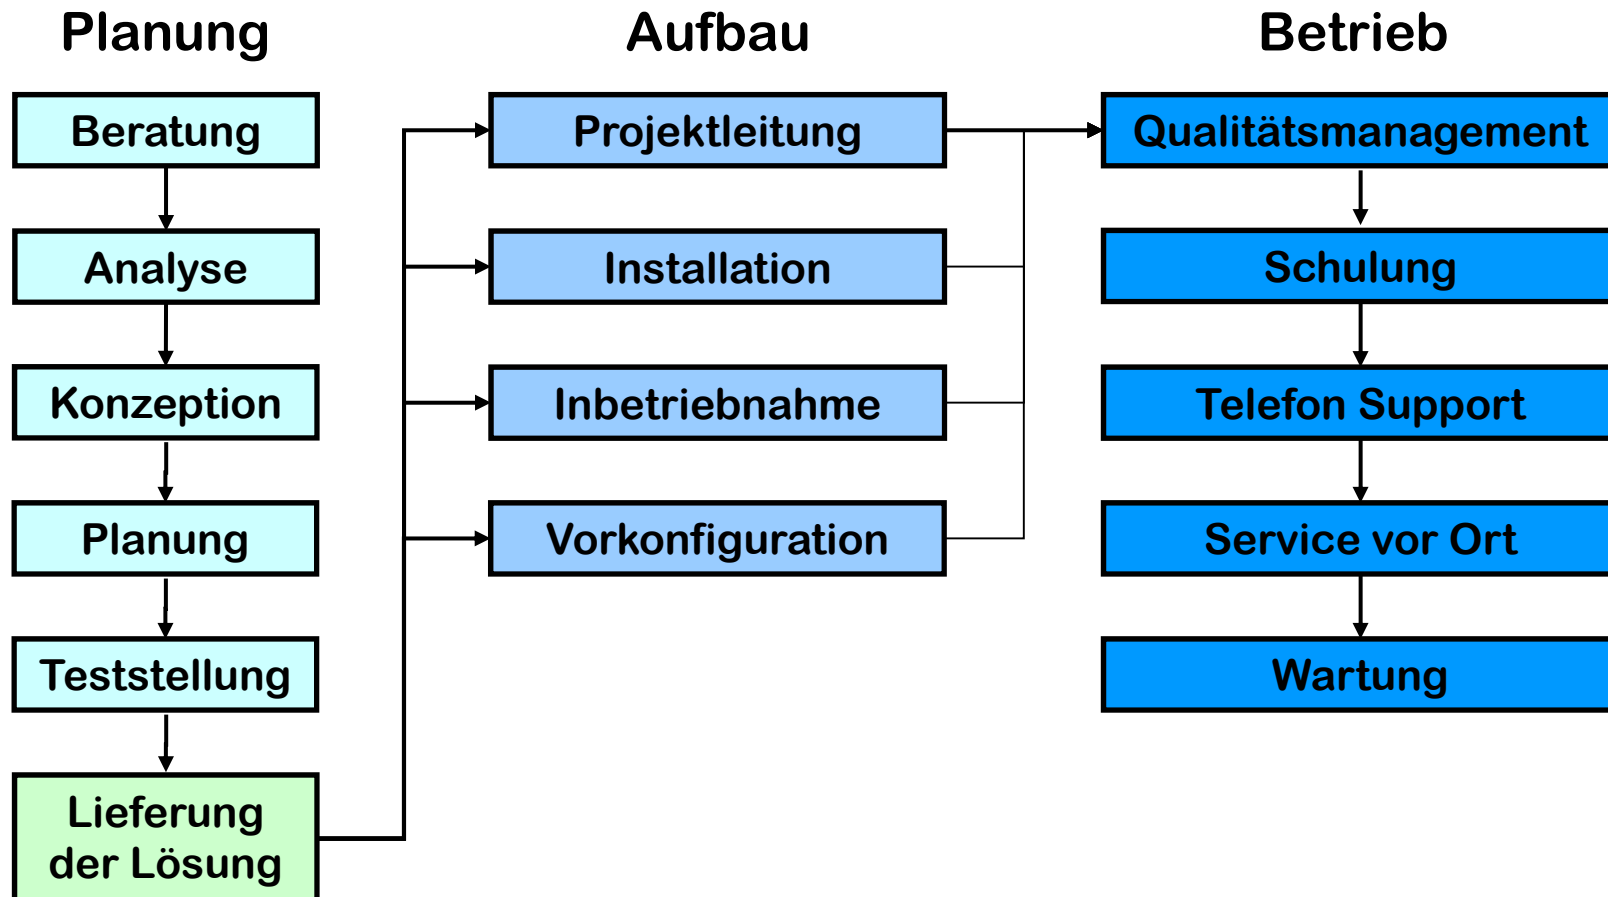 Planung
Beratung
Analyse
Konzeption
Planung
Teststellung
Lieferung
der Lösung
Aufbau
Projektleitung
Installation
Inbetriebnahme
Vorkonfiguration
Betrieb
Qualitätsmanagement
Schulung
Telefon Support
Service vor Ort
Wartung